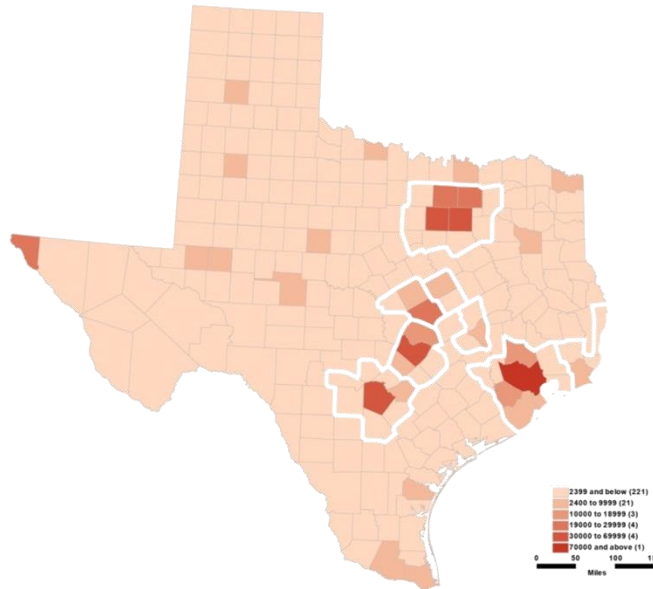 2399 and below (221)
2400 to 9999 (21)
10000 to 18999 (3)
19000 to 29999 (4)
30000 to 69999 (4)
70000 and above (1)
0 50 100 15
Miles